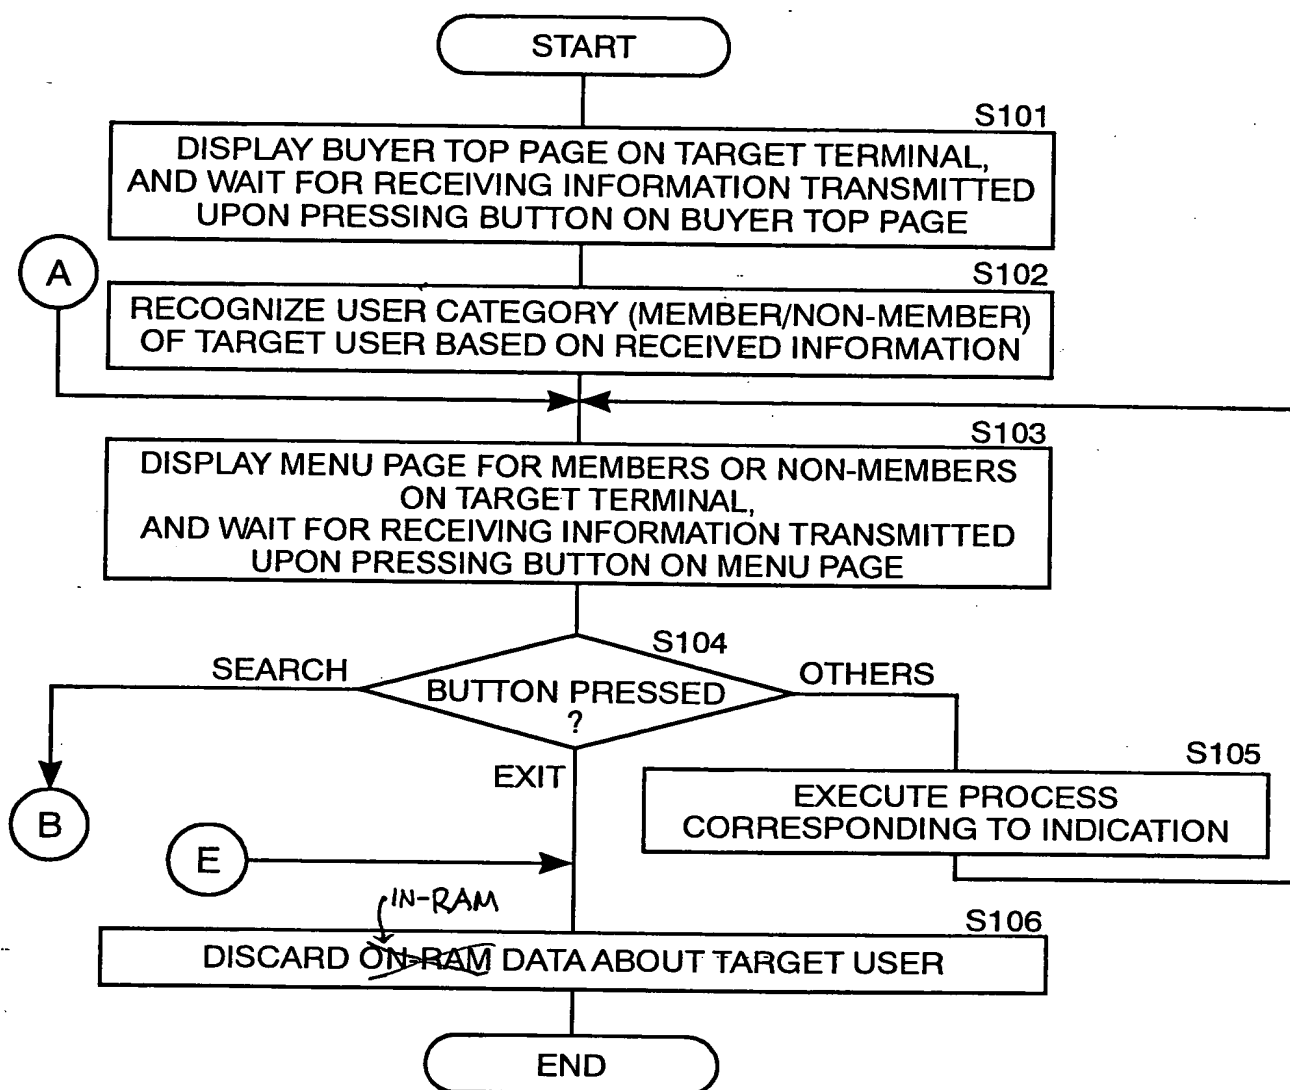 START
S101
DISPLAY BUYER TOP PAGE ON TARGET TERMINAL,
AND WAIT FOR RECEIVING INFORMATION TRANSMITTED
UPON PRESSING BUTTON ON BUYER TOP PAGE
A
S102
RECOGNIZE USER CATEGORY (MEMBER/NON-MEMBER)
OF TARGET USER BASED ON RECEIVED INFORMATION
S103
DISPLAY MENU PAGE FOR MEMBERS OR NON-MEMBERS
ON TARGET TERMINAL,
AND WAIT FOR RECEIVING INFORMATION TRANSMITTED
UPON PRESSING BUTTON ON MENU PAGE
S104
SEARCH
BUTTON PRESSED
?
OTHERS
EXIT
S105
EXECUTE PROCESS
CORRESPONDING TO INDICATION
B
E
IN-RAM
S106
DISCARD ON-RAM DATA ABOUT TARGET USER
END